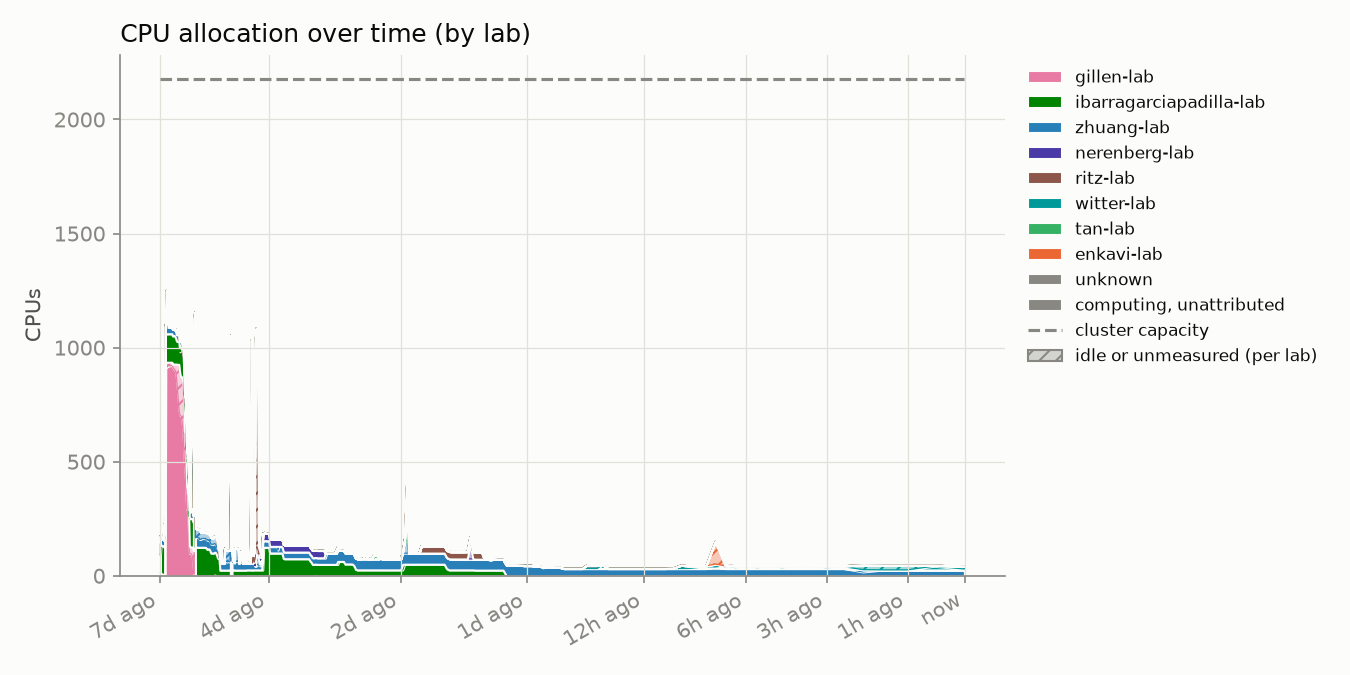 CPU allocation over time (by lab)
CPUs
2000
1500
1000
500
0
7d ago
4d ago
2d ago
1d ago
12h ago
6h ago
3h ago
1h ago
now
gillen-lab
ibarragarciapadilla-lab
zhuang-lab
nerenberg-lab
ritz-lab
witter-lab
tan-lab
enkavi-lab
unknown
computing, unattributed
cluster capacity
idle or unmeasured (per lab)